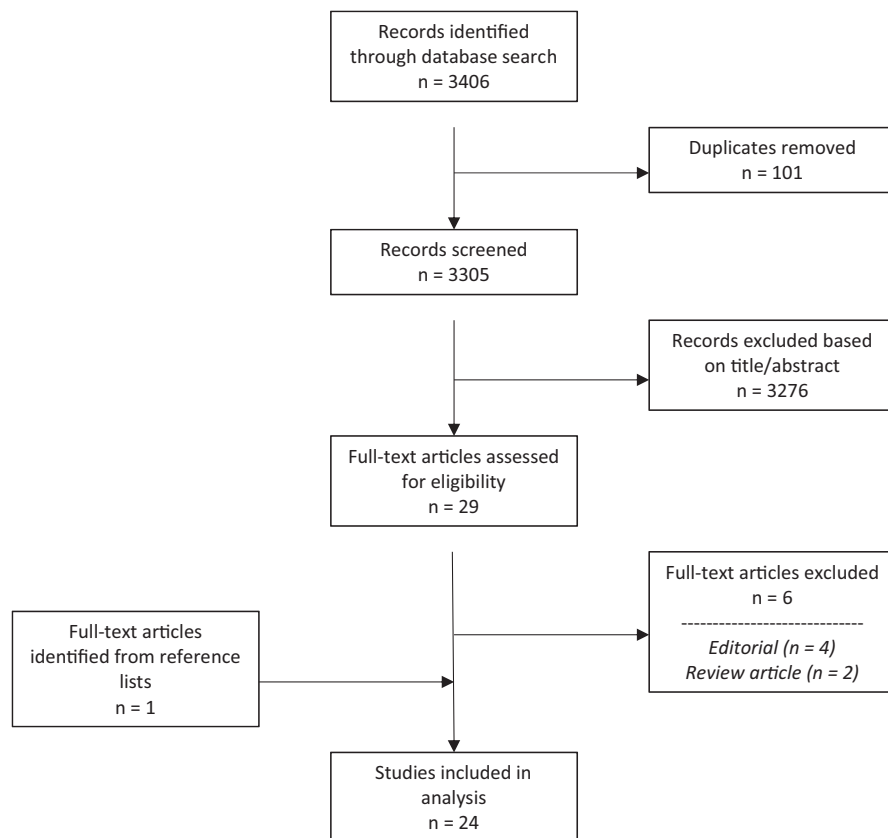 Records identified
through database search
n = 3406
Duplicates removed
n = 101
Records screened
n = 3305
Records excluded based
on title/abstract
n = 3276
Full-text articles assessed
for eligibility
n = 29
Full-text articles excluded
n = 6
-----------------------------
Editorial (n = 4)
Review article (n = 2)
Full-text articles
identified from reference
lists
n = 1
Studies included in
analysis
n = 24